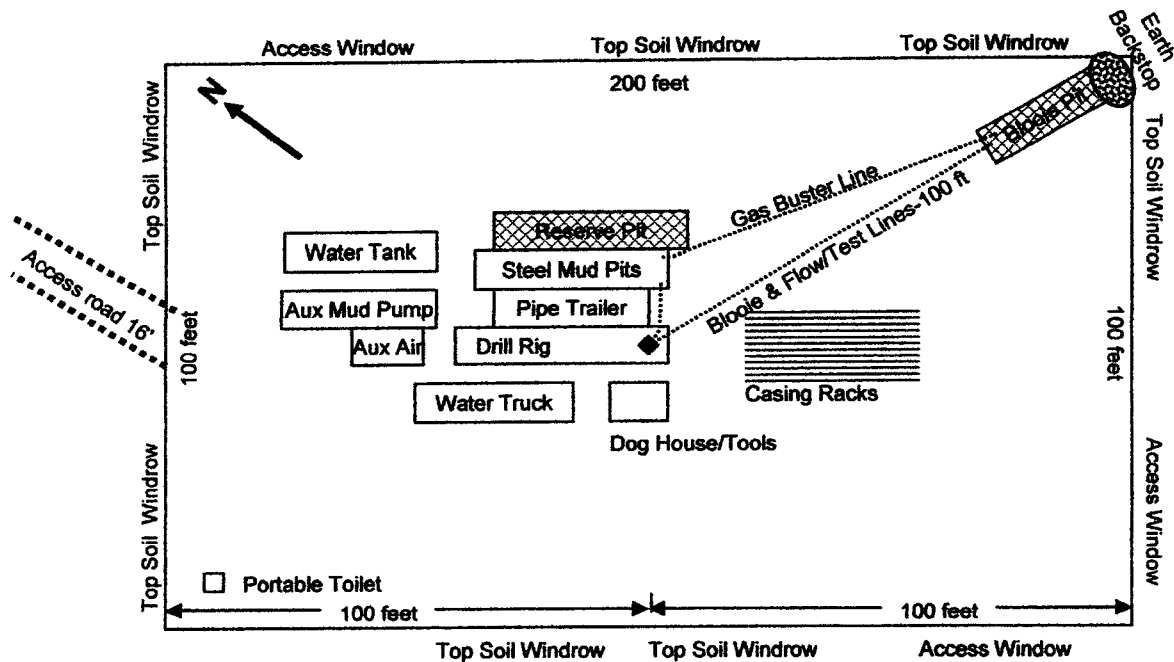 Access Window
Top Soil Windrow
Top Soil Windrow
Earth
Backstop
200 feet
N
Blooie Pit
Top Soil Windrow
Top Soil Windrow
Gas Buster Line
Reserve Pit
Water Tank
Steel Mud Pits
Blooie & Flow/Test Lines-100 ft
Access road 16'
Aux Mud Pump
Pipe Trailer
100 feet
100 feet
Aux Air
Drill Rig
Casing Racks
Water Truck
Dog House/Tools
Top Soil Windrow
Access Window
Portable Toilet
100 feet
100 feet
Top Soil Windrow
Top Soil Windrow
Access Window